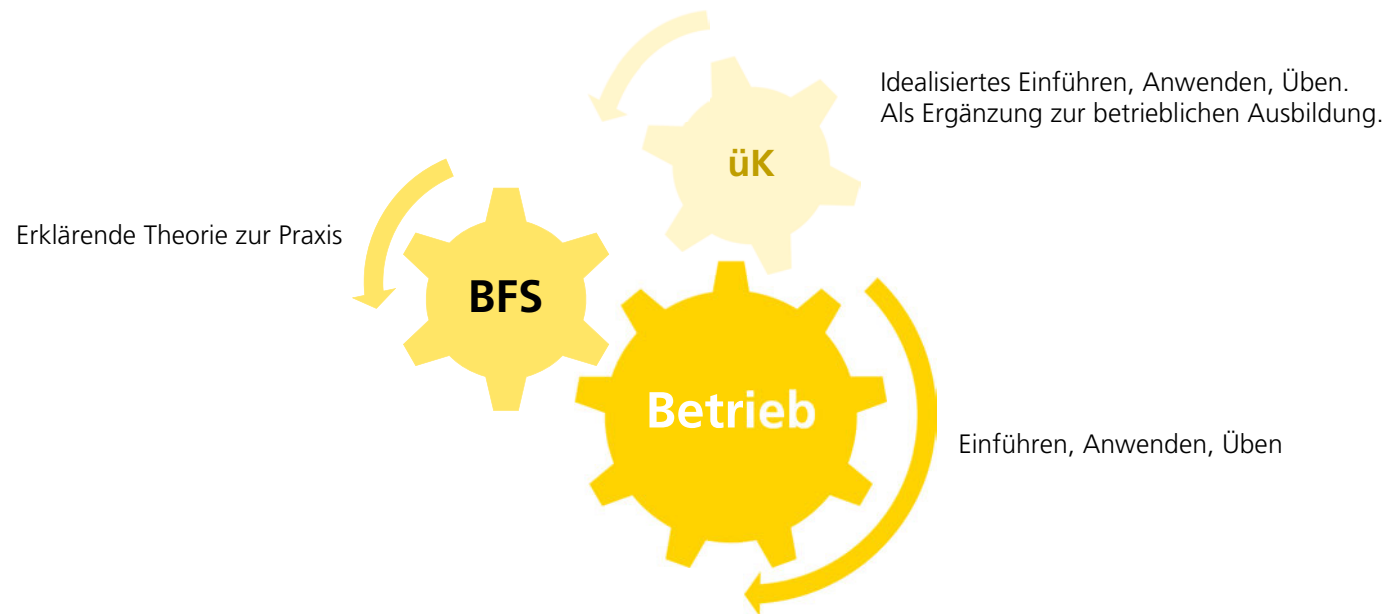 Idealisiertes Einführen, Anwenden, Üben.
Als Ergänzung zur betrieblichen Ausbildung.
üK
Erklärende Theorie zur Praxis
BFS
Betrieb
Einführen, Anwenden, Üben